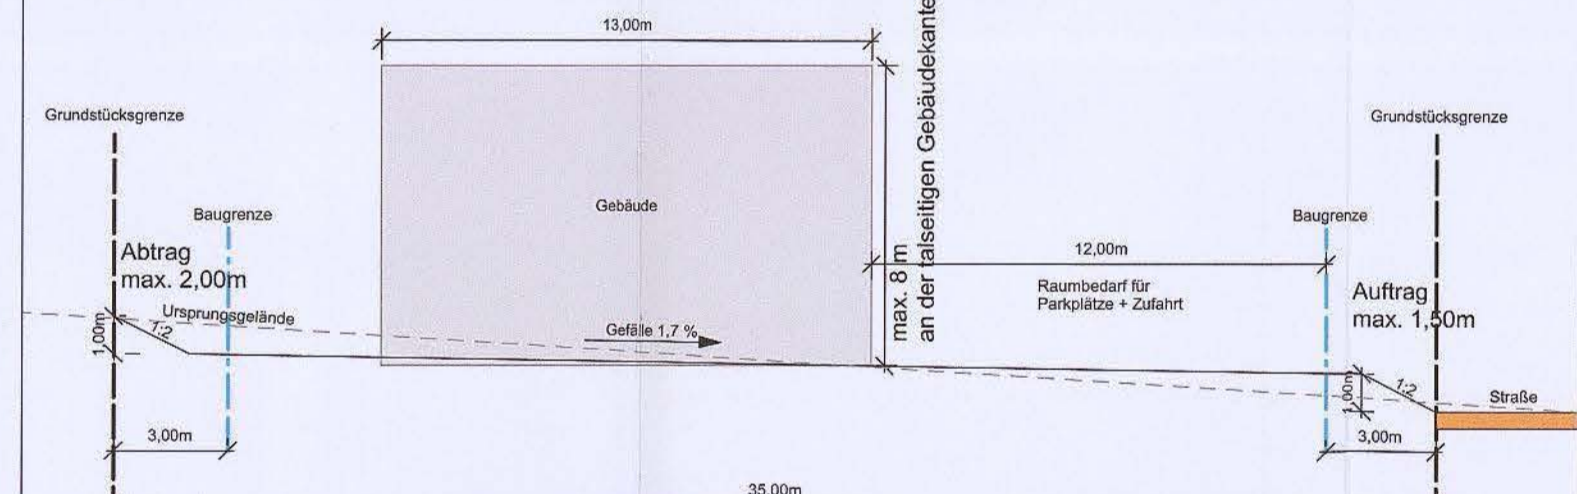 13,00m
Grundstücksgrenze
Grundstücksgrenze
Baugrenze
Gebäude
Baugrenze
Abtrag
max. 2,00m
12,00m
Raumbedarf für
Parkplätze + Zufahrt
Auftrag
max. 1,50m
max. 8 m
an der talseitigen Gebäudekante
Ursprungsgelände
1:2
1,00m
Gefälle 1,7 %
1,00m
1:2
Straße
3,00m
3,00m
35,00m